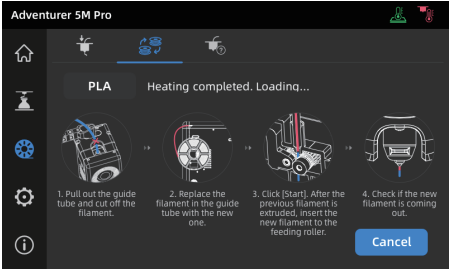 Adventurer 5M Pro
PLA
Heating completed. Loading...
1. Pull out the guide
tube and cut off the
filament.
2. Replace the
filament in the guide
tube with the new
one.
3. Click [Start]. After the
previous filament is
extruded, insert the
new filament to the
feeding roller.
4. Check if the new
filament is coming
out.
Cancel